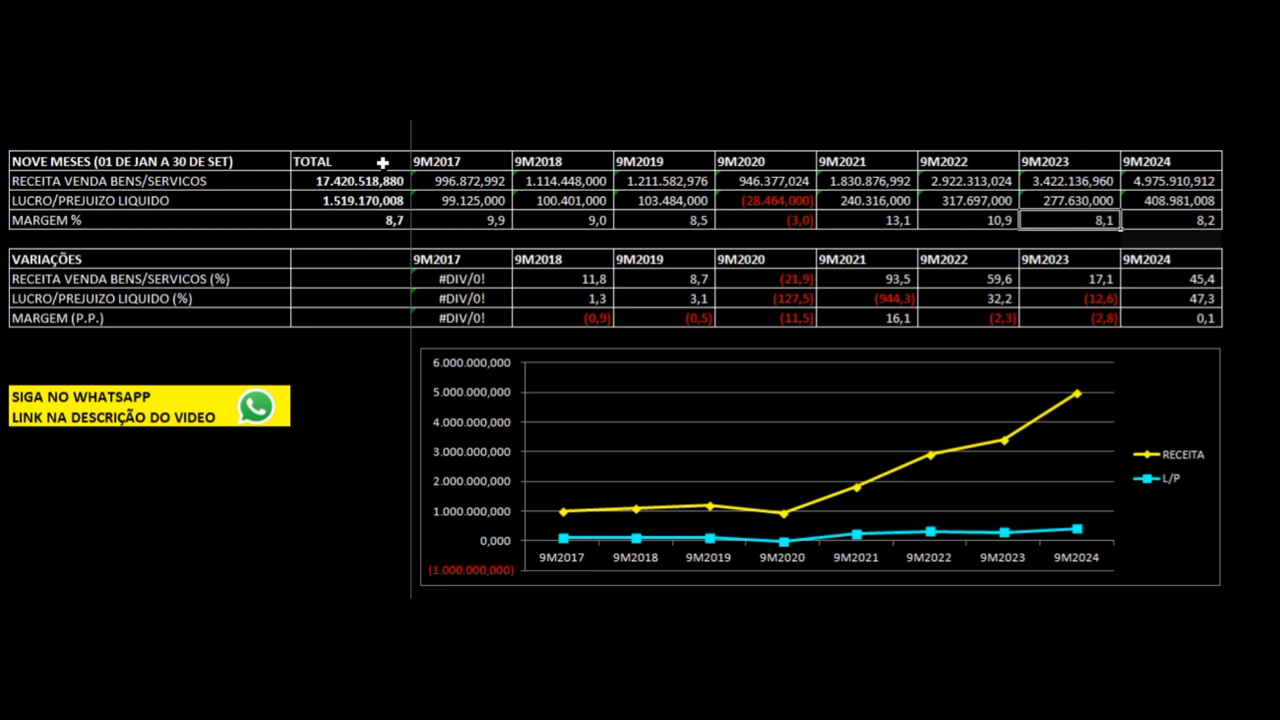 NOVE MESES (01 DE JAN A 30 DE SET) TOTAL 9M2017 9M2018 9M2019 9M2020 9M2021 9M2022 9M2023 9M2024
RECEITA VENDA BENS/SERVICOS 17.420.518,880 996.872,992 1.114.448,000 1.211.582,976 946.377,024 1.830.876,992 2.922.313,024 3.422.136,960 4.975.910,912
LUCRO/PREJUIZO LIQUIDO 1.519.170,008 99.125,000 100.401,000 103.484,000 (28.464,000) 240.316,000 317.697,000 277.630,000 408.981,008
MARGEM % 8,7 9,9 9,0 8,5 (3,0) 13,1 10,9 8,1 8,2
VARIAÇÕES 9M2017 9M2018 9M2019 9M2020 9M2021 9M2022 9M2023 9M2024
RECEITA VENDA BENS/SERVICOS (%) #DIV/0! 11,8 8,7 (21,9) 93,5 59,6 17,1 45,4
LUCRO/PREJUIZO LIQUIDO (%) #DIV/0! 1,3 3,1 (127,5) (944,3) 32,2 (12,6) 47,3
MARGEM (P.P.) #DIV/0! (0,9) (0,5) (11,5) 16,1 (2,3) (2,8) 0,1
SIGA NO WHATSAPP
LINK NA DESCRIÇÃO DO VIDEO
6.000.000,000
5.000.000,000
4.000.000,000
3.000.000,000
2.000.000,000
1.000.000,000
0,000
(1.000.000,000)
9M2017 9M2018 9M2019 9M2020 9M2021 9M2022 9M2023 9M2024
RECEITA
L/P